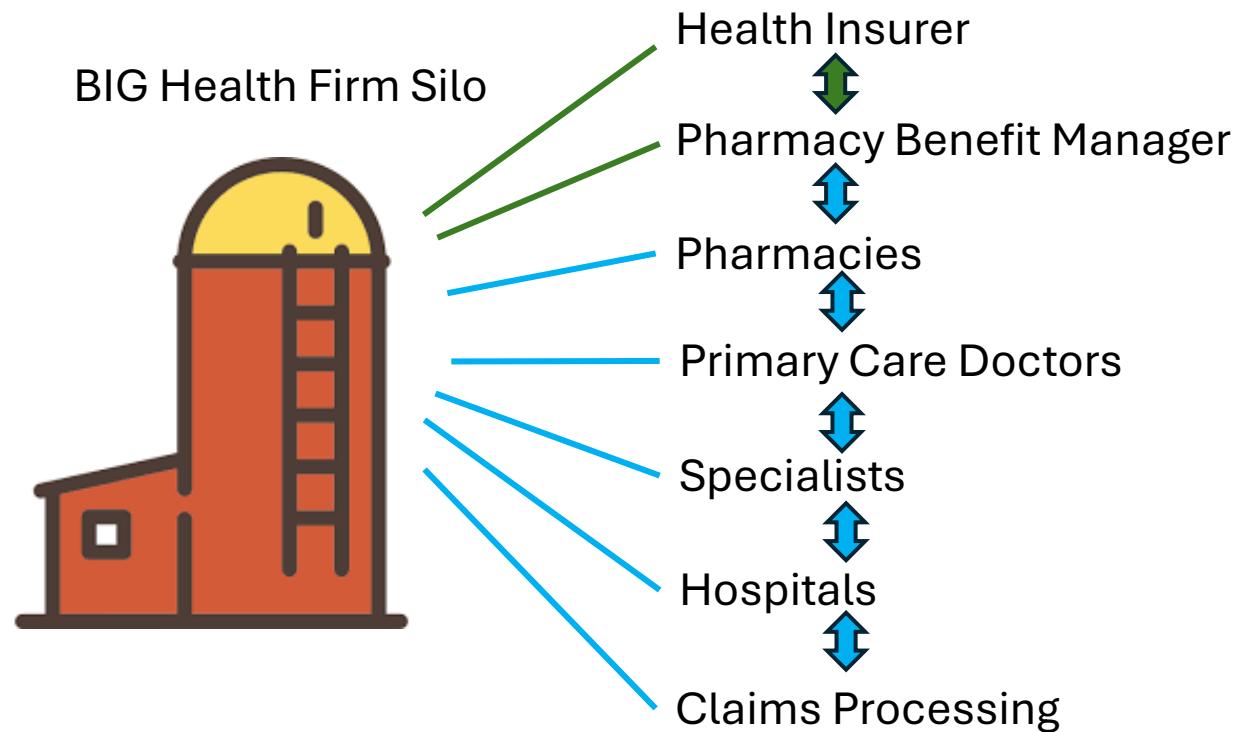 BIG Health Firm Silo
Health Insurer
Pharmacy Benefit Manager
Pharmacies
Primary Care Doctors
Specialists
Hospitals
Claims Processing